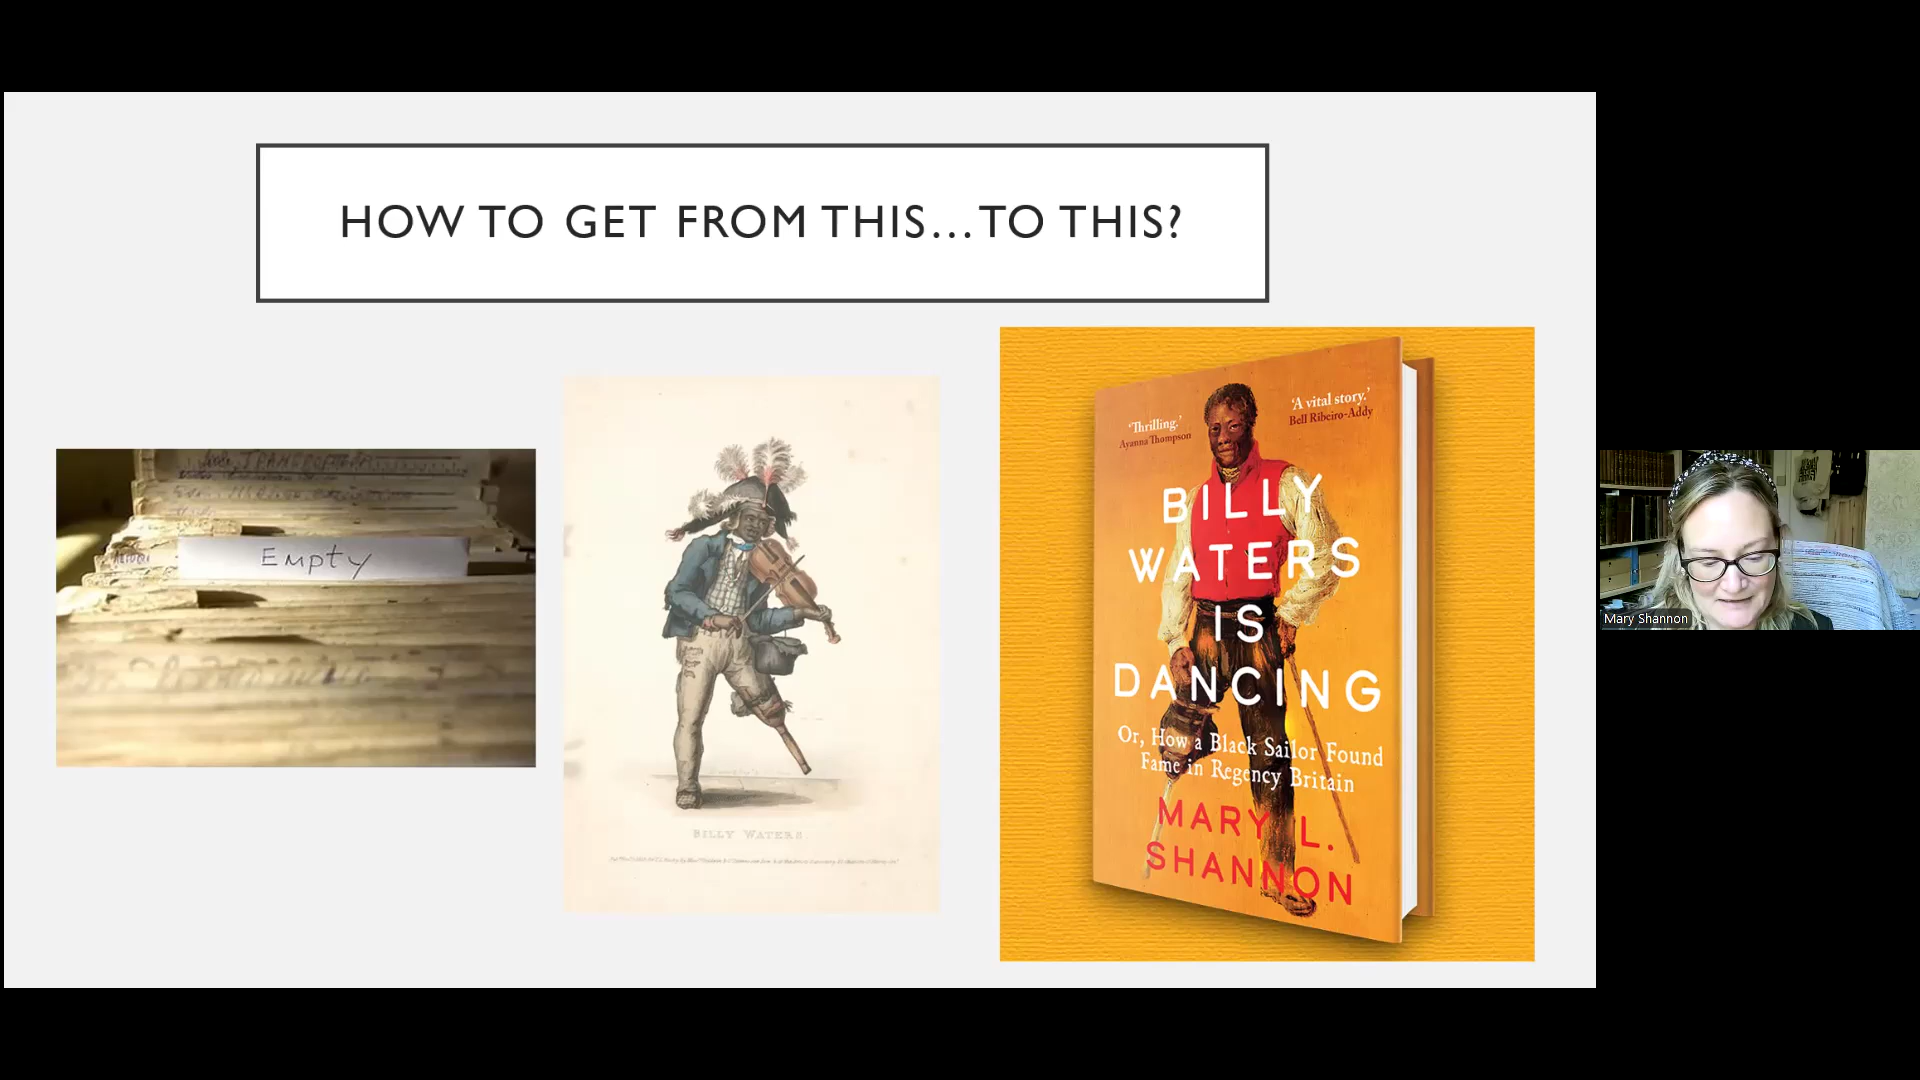 HOW TO GET FROM THIS...TO THIS?
Empty
BILLY WATERS.
'Thrilling.'
Ayanna Thompson
'A vital story.'
Bell Ribeiro-Addy
BILLY
WATERS
IS
DANCING
Or, How a Black Sailor Found
Fame in Regency Britain
MARY L.
SHANNON
Mary Shannon